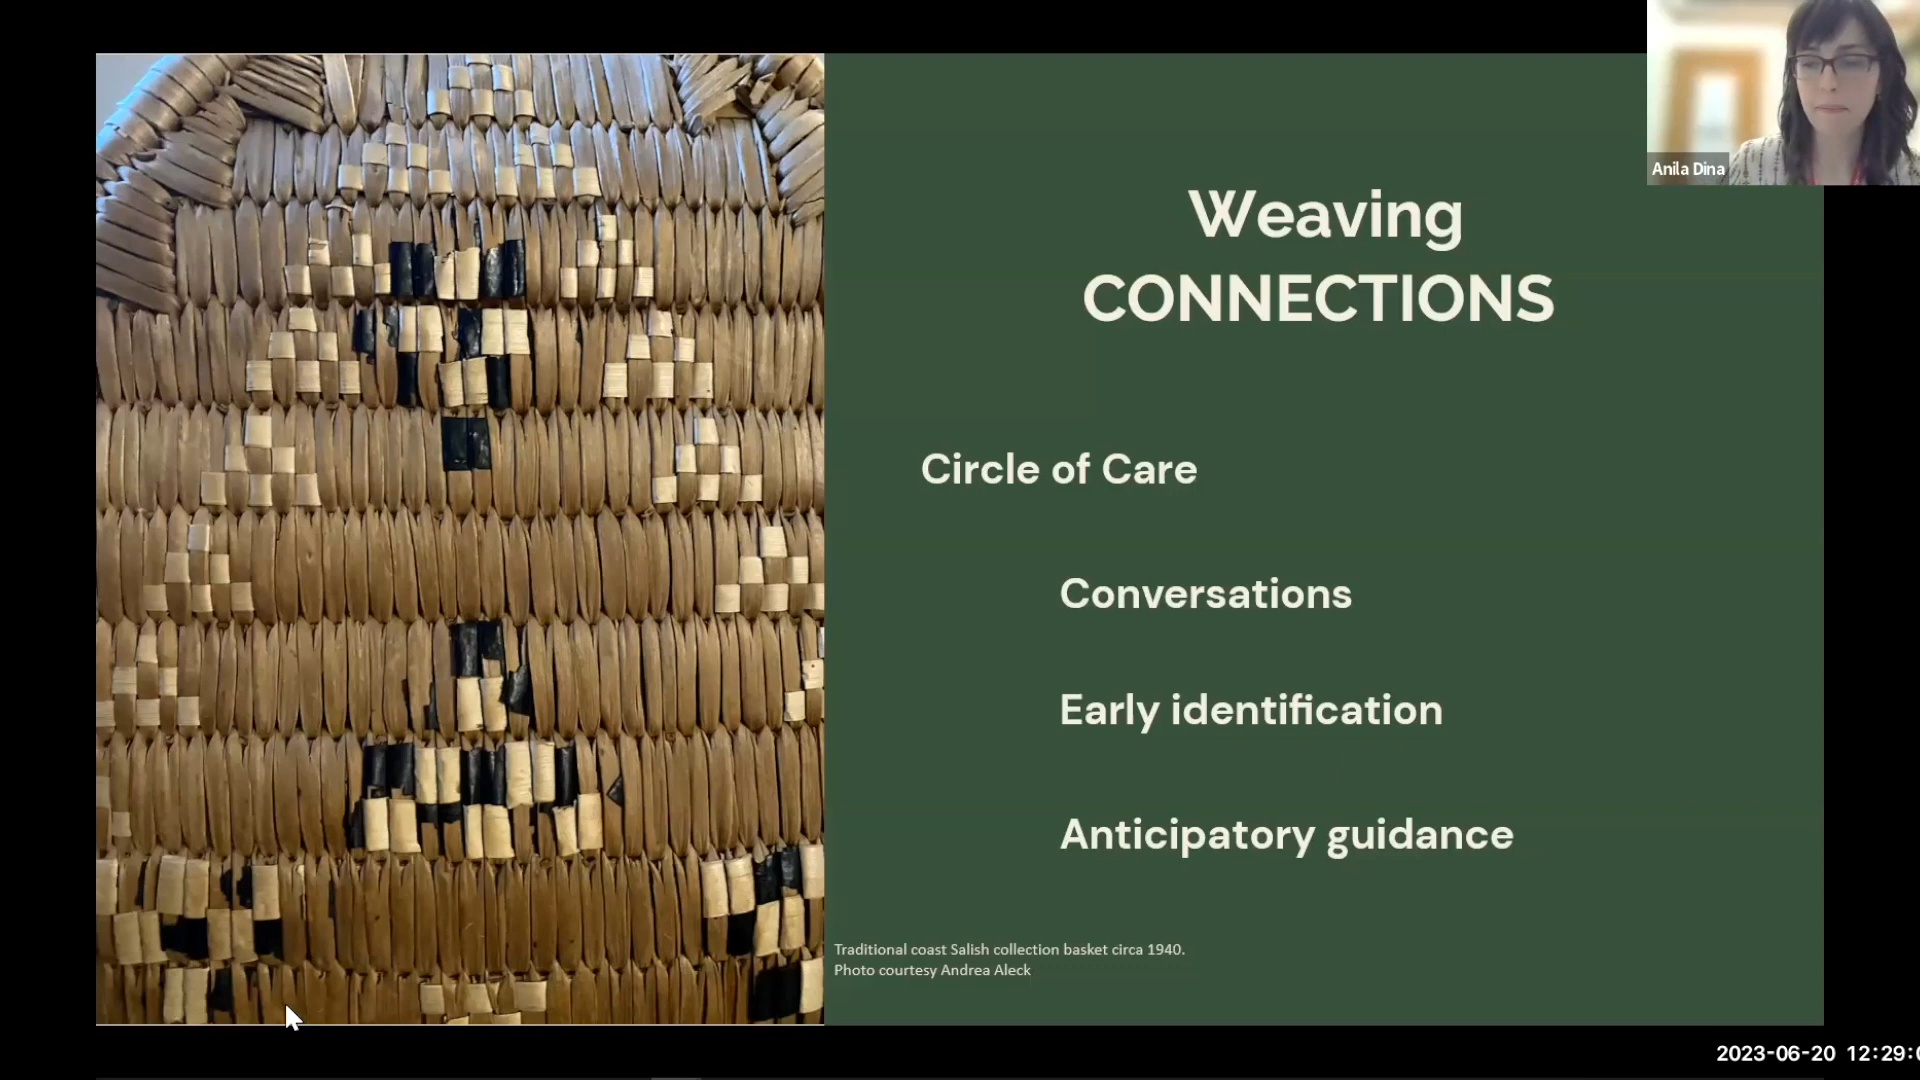 Anila Dina
Weaving
CONNECTIONS
Circle of Care
Conversations
Early identification
Anticipatory guidance
Traditional coast Salish collection basket circa 1940.
Photo courtesy Andrea Aleck
2023-06-20 12:29:0